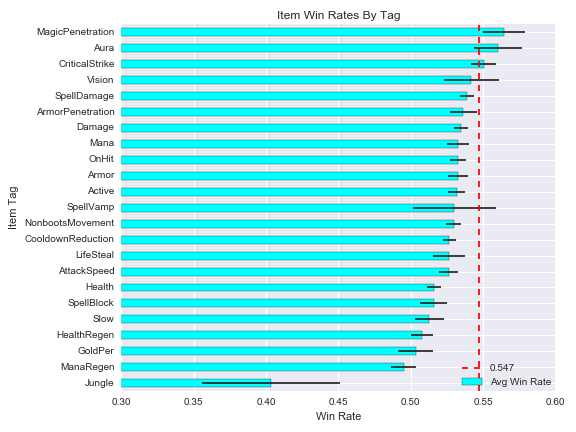 Item Win Rates By Tag
MagicPenetration
Aura
CriticalStrike
Vision
SpellDamage
ArmorPenetration
Damage
Mana
OnHit
Armor
Active
SpellVamp
NonbootsMovement
CooldownReduction
LifeSteal
AttackSpeed
Health
SpellBlock
Slow
HealthRegen
GoldPer
ManaRegen
Jungle
Item Tag
0.547
Avg Win Rate
0.30 0.35 0.40 0.45 0.50 0.55 0.60
Win Rate